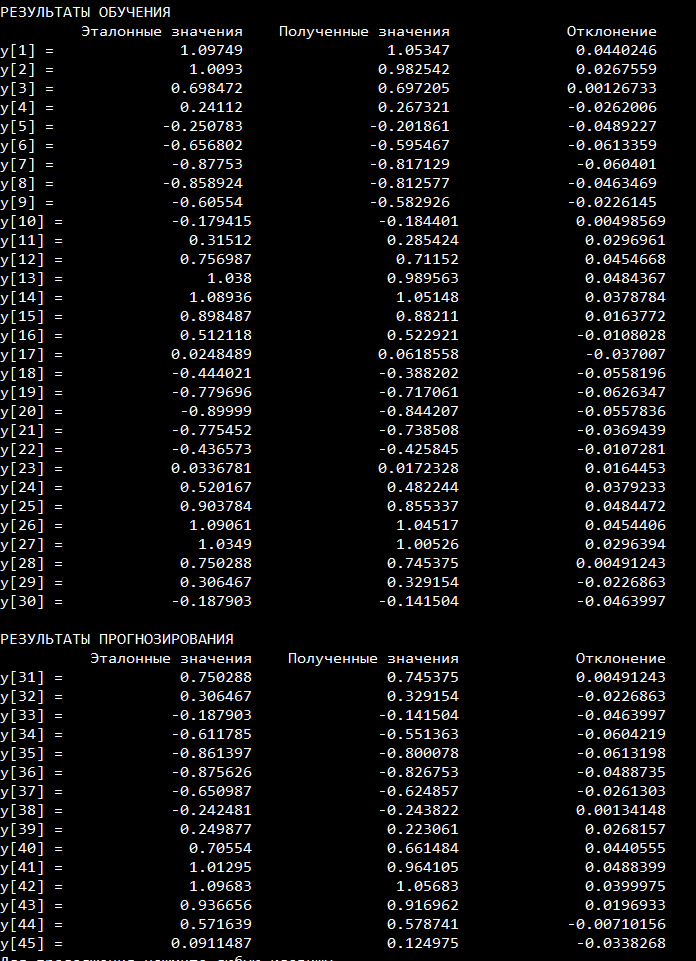 РЕЗУЛЬТАТЫ ОБУЧЕНИЯ
Эталонные значения Полученные значения Отклонение
y[1] = 1.09749 1.05347 0.0440246
y[2] = 1.0093 0.982542 0.0267559
y[3] = 0.698472 0.697205 0.00126733
y[4] = 0.24112 0.267321 -0.0262006
y[5] = -0.250783 -0.201861 -0.0489227
y[6] = -0.656802 -0.595467 -0.0613359
y[7] = -0.87753 -0.817129 -0.060401
y[8] = -0.858924 -0.812577 -0.0463469
y[9] = -0.60554 -0.582926 -0.0226145
y[10] = -0.179415 -0.184401 0.00498569
y[11] = 0.31512 0.285424 0.0296961
y[12] = 0.756987 0.71152 0.0454668
y[13] = 1.038 0.989563 0.0484367
y[14] = 1.08936 1.05148 0.0378784
y[15] = 0.898487 0.88211 0.0163772
y[16] = 0.512118 0.522921 -0.0108028
y[17] = 0.0248489 0.0618558 -0.037007
y[18] = -0.444021 -0.388202 -0.0558196
y[19] = -0.779696 -0.717061 -0.0626347
y[20] = -0.89999 -0.844207 -0.0557836
y[21] = -0.775452 -0.738508 -0.0369439
y[22] = -0.436573 -0.425845 -0.0107281
y[23] = 0.0336781 0.0172328 0.0164453
y[24] = 0.520167 0.482244 0.0379233
y[25] = 0.903784 0.855337 0.0484472
y[26] = 1.09061 1.04517 0.0454406
y[27] = 1.0349 1.00526 0.0296394
y[28] = 0.750288 0.745375 0.00491243
y[29] = 0.306467 0.329154 -0.0226863
y[30] = -0.187903 -0.141504 -0.0463997
РЕЗУЛЬТАТЫ ПРОГНОЗИРОВАНИЯ
Эталонные значения Полученные значения Отклонение
y[31] = 0.750288 0.745375 0.00491243
y[32] = 0.306467 0.329154 -0.0226863
y[33] = -0.187903 -0.141504 -0.0463997
y[34] = -0.611785 -0.551363 -0.0604219
y[35] = -0.861397 -0.800078 -0.0613198
y[36] = -0.875626 -0.826753 -0.0488735
y[37] = -0.650987 -0.624857 -0.0261303
y[38] = -0.242481 -0.243822 0.00134148
y[39] = 0.249877 0.223061 0.0268157
y[40] = 0.70554 0.661484 0.0440555
y[41] = 1.01295 0.964105 0.0488399
y[42] = 1.09683 1.05683 0.0399975
y[43] = 0.936656 0.916962 0.0196933
y[44] = 0.571639 0.578741 -0.00710156
y[45] = 0.0911487 0.124975 -0.0338268